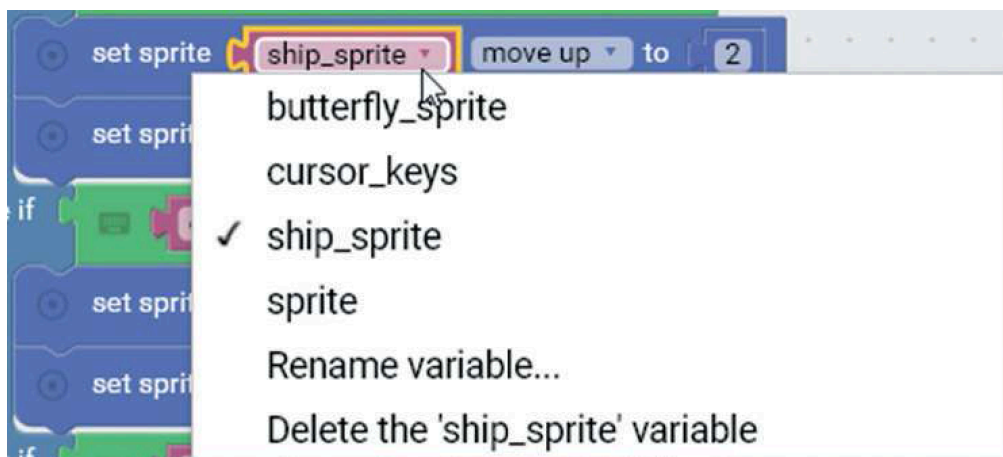 set sprite ship_sprite move up to 2
butterfly_sprite
set sprit
cursor_keys
if
ship_sprite
set sprit
sprite
Rename variable...
set sprit
Delete the 'ship_sprite' variable
if